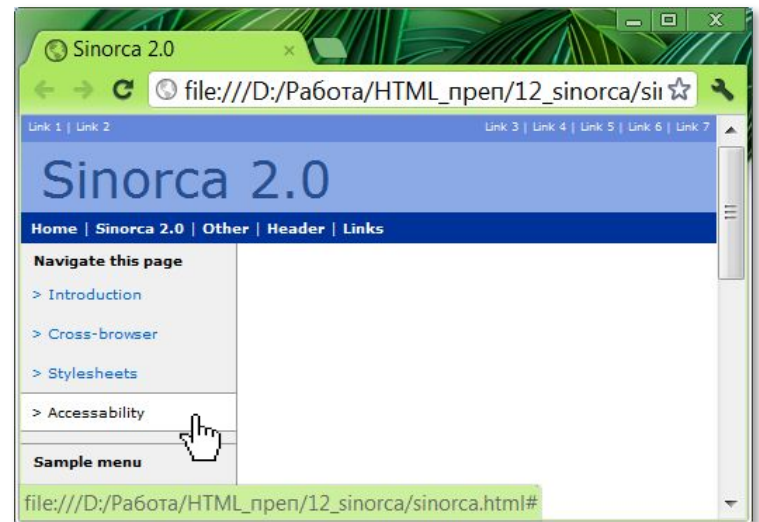 Sinorca 2.0
file:///D:/Работа/HTML_преп/12_sinorca/sii
Link 1 | Link 2
Link 3 | Link 4 | Link 5 | Link 6 | Link 7
Sinorca 2.0
Home | Sinorca 2.0 | Other | Header | Links
Navigate this page
> Introduction
> Cross-browser
> Stylesheets
> Accessability
Sample menu
file:///D:/Работа/HTML_преп/12_sinorca/sinorca.html#